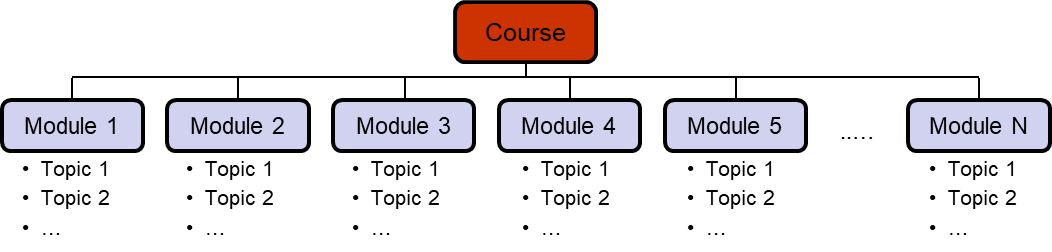 Course
Module 1
Module 2
Module 3
Module 4
Module 5
.....
Module N
• Topic 1
• Topic 2
• ...
• Topic 1
• Topic 2
• ...
• Topic 1
• Topic 2
• ...
• Topic 1
• Topic 2
• ...
• Topic 1
• Topic 2
• ...
• Topic 1
• Topic 2
• ...